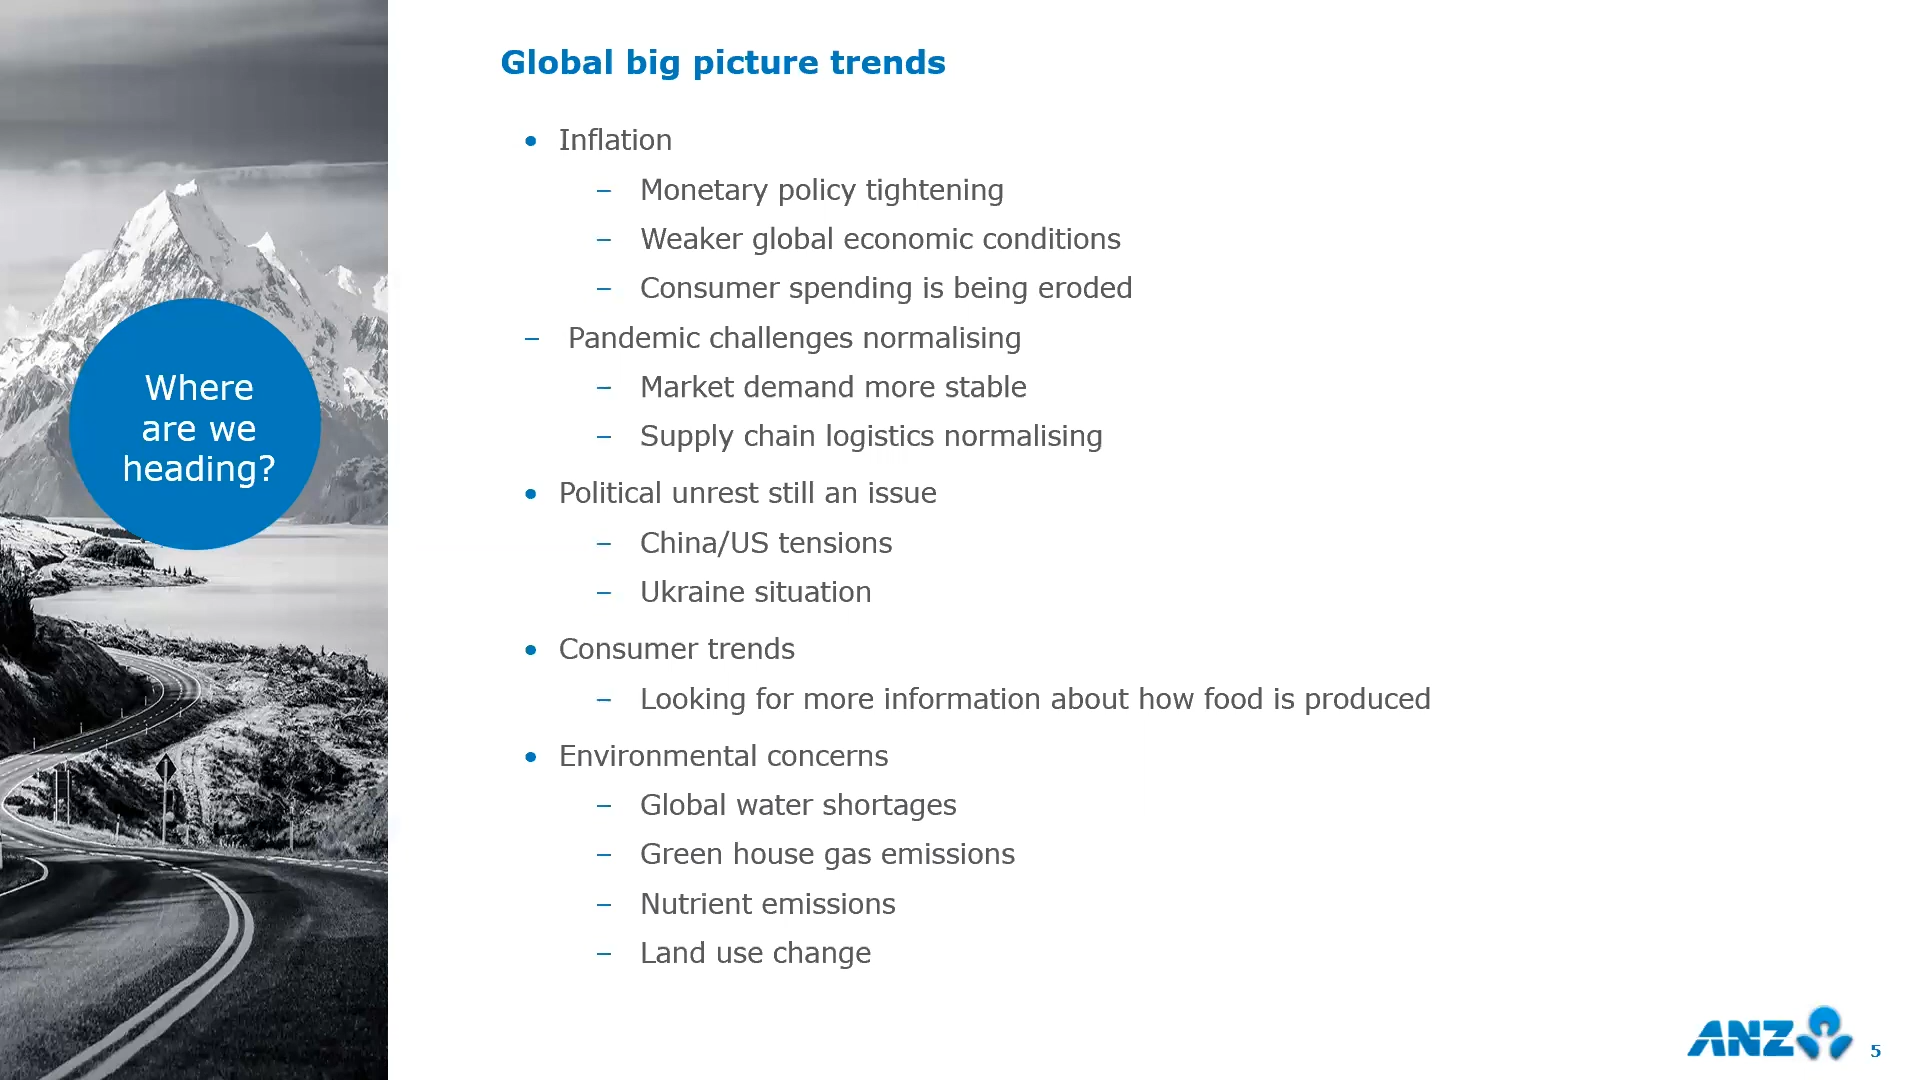 Global big picture trends
• Inflation
– Monetary policy tightening
– Weaker global economic conditions
– Consumer spending is being eroded
– Pandemic challenges normalising
– Market demand more stable
– Supply chain logistics normalising
• Political unrest still an issue
– China/US tensions
– Ukraine situation
• Consumer trends
– Looking for more information about how food is produced
• Environmental concerns
– Global water shortages
– Green house gas emissions
– Nutrient emissions
– Land use change
Where
are we
heading?
ANZ
5